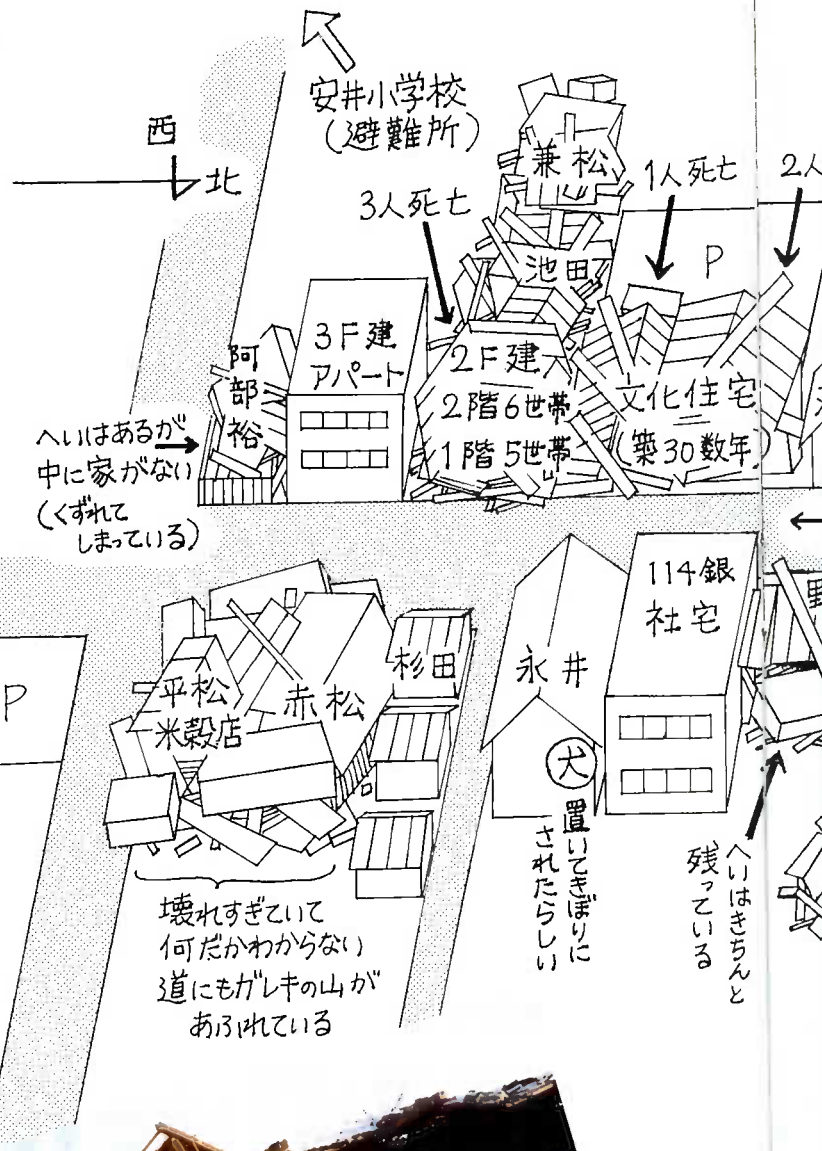 安井小学校
(避難所)
西
北
兼松
1人死亡
2人
3人死亡
池田
P
3F建
アパート
阿部裕
2F建
2階6世帯
1階5世帯
文化住宅
(築30数年)
へいはあるが
中に家がない
(くずれて
しまっている)
114銀
社宅
P
平松
米穀店
赤松
杉田
永井
犬
置いてきぼりに
されたらしい
へいはきちんと
残っている
壊れすぎていて
何だかわからない
道にもガレキの山が
あふれている